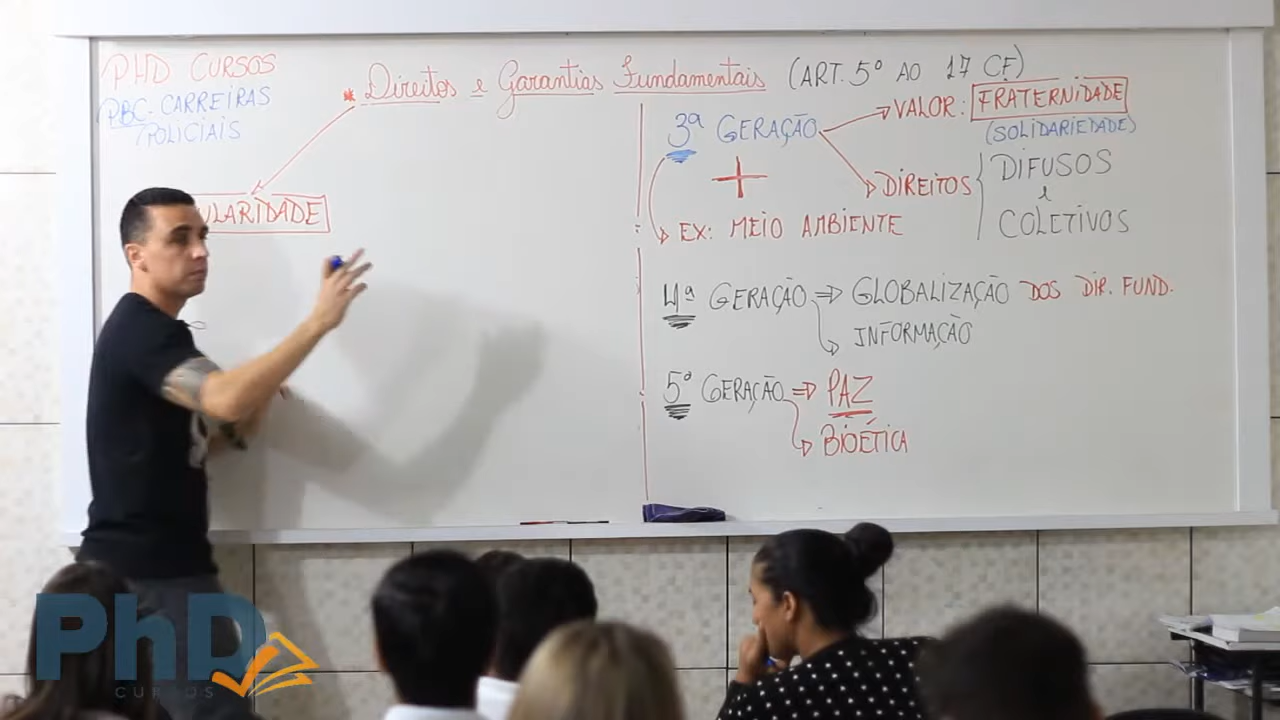 PHD CURSOS
PBC - CARREIRAS
POLICIAIS
* Direitos e Garantias Fundamentais (ART. 5º AO 17 CF)
3ª GERAÇÃO
VALOR: FRATERNIDADE
(SOLIDARIEDADE)
+
DIREITOS { DIFUSOS
e
COLETIVOS
EX: MEIO AMBIENTE
4ª GERAÇÃO ⇒ GLOBALIZAÇÃO DOS DIR. FUND.
INFORMAÇÃO
5ª GERAÇÃO ⇒ PAZ
BIOÉTICA
PhD
CURSOS